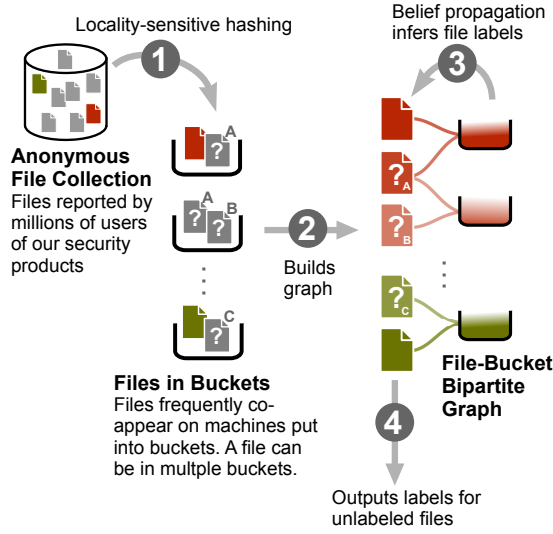 Locality-sensitive hashing
1
Anonymous
File Collection
Files reported by
millions of users
of our security
products
?
A
?
A
?
B
?
C
Files in Buckets
Files frequently co-
appear on machines put
into buckets. A file can
be in multple buckets.
2
Builds
graph
Belief propagation
infers file labels
3
?
A
?
B
?
C
File-Bucket
Bipartite
Graph
4
Outputs labels for
unlabeled files